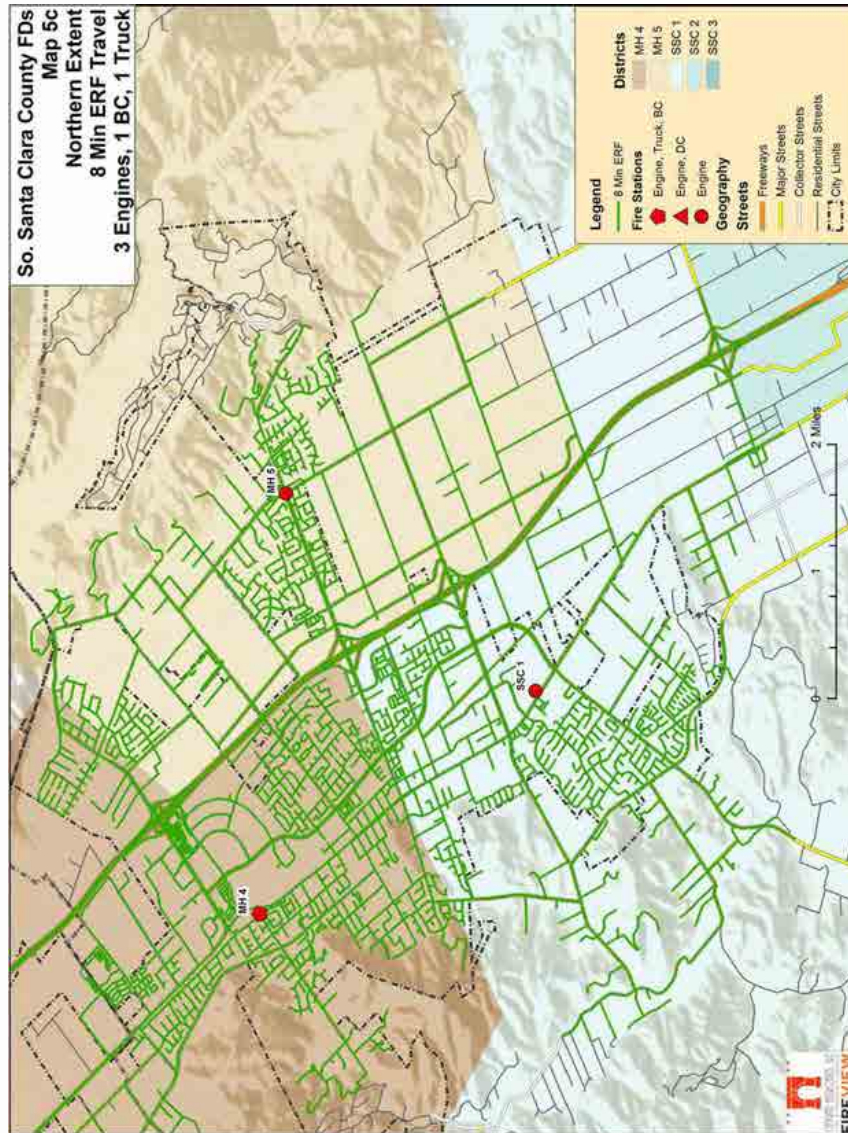 So. Santa Clara County FDs
Map 5c
Northern Extent
8 Min ERF Travel
3 Engines, 1 BC, 1 Truck
MH 5
MH 4
SSC 1
0
1
2 Miles
Legend
8 Min ERF
Fire Stations
Engine, Truck, BC
Engine, DC
Engine
Geography
Streets
Freeways
Major Streets
Collector Streets
Residential Streets
City Limits
Districts
MH 4
MH 5
SSC 1
SSC 2
SSC 3
FIREVIEW